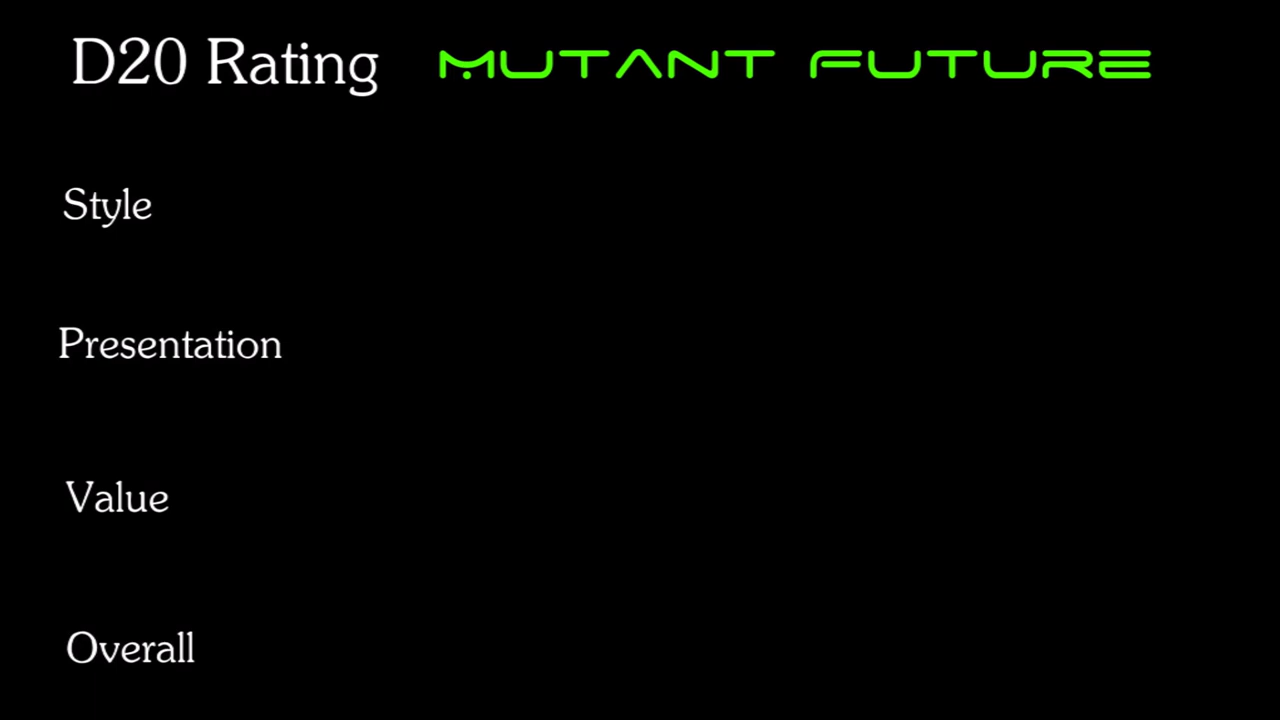 D20 Rating MUTANT FUTURE
Style
Presentation
Value
Overall